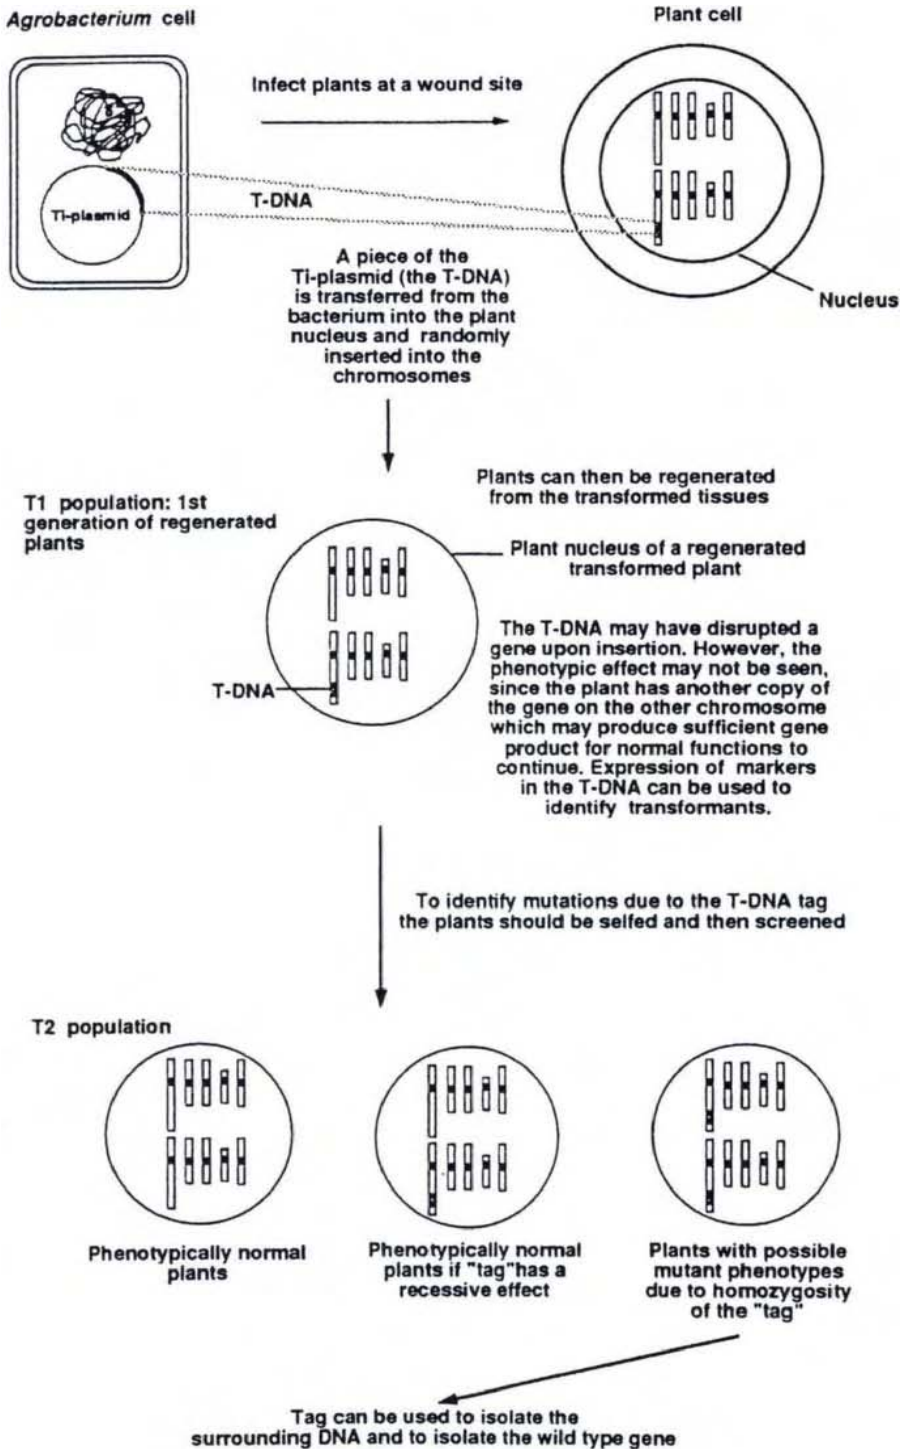 Agrobacterium cell
Plant cell
Infect plants at a wound site
Ti-plasmid
T-DNA
A piece of the
Ti-plasmid (the T-DNA)
is transferred from the
bacterium into the plant
nucleus and randomly
inserted into the
chromosomes
Nucleus
T1 population: 1st
generation of regenerated
plants
Plants can then be regenerated
from the transformed tissues
Plant nucleus of a regenerated
transformed plant
T-DNA
The T-DNA may have disrupted a
gene upon insertion. However, the
phenotypic effect may not be seen,
since the plant has another copy of
the gene on the other chromosome
which may produce sufficient gene
product for normal functions to
continue. Expression of markers
in the T-DNA can be used to
identify transformants.
To identify mutations due to the T-DNA tag
the plants should be selfed and then screened
T2 population
Phenotypically normal
plants
Phenotypically normal
plants if "tag"has a
recessive effect
Plants with possible
mutant phenotypes
due to homozygosity
of the "tag"
Tag can be used to isolate the
surrounding DNA and to isolate the wild type gene